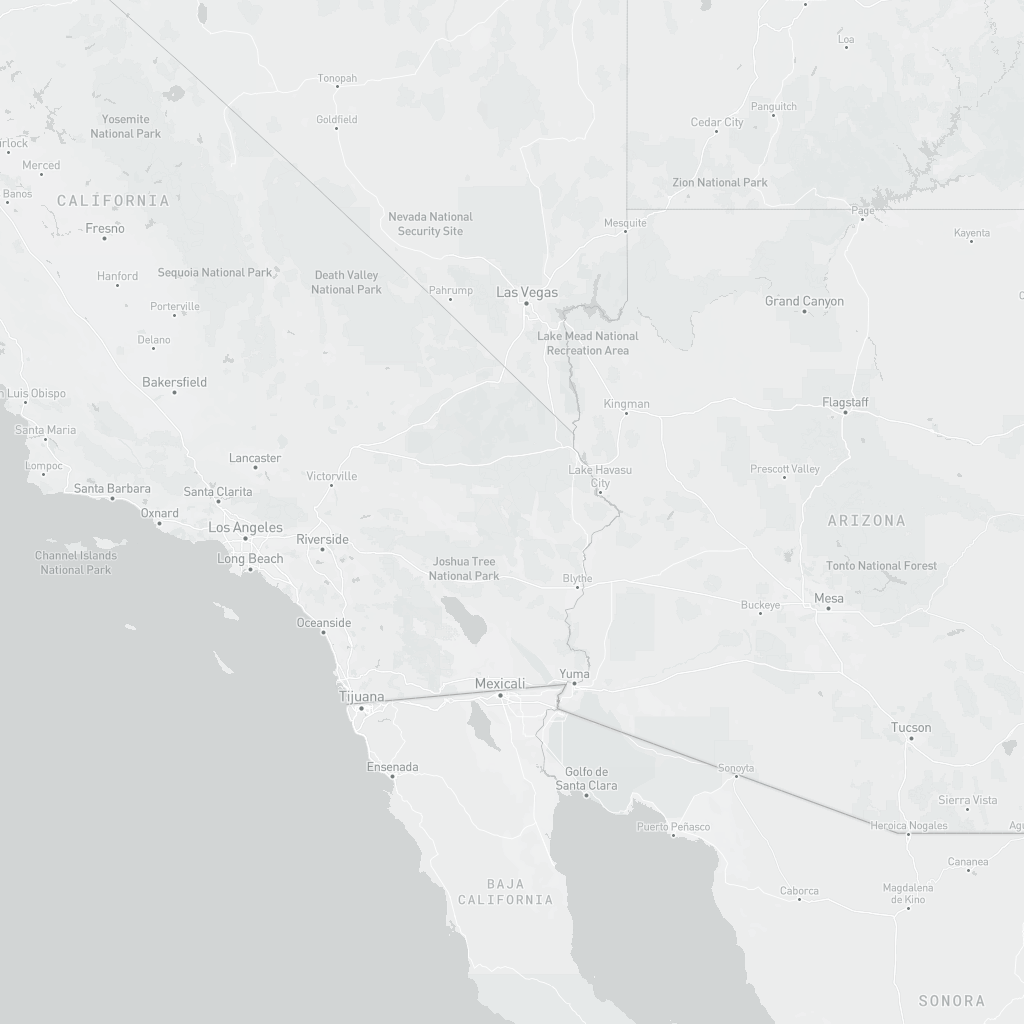 Loa
Tonopah
Panguitch
Goldfield
Cedar City
Yosemite
National Park
rlock
Merced
Zion National Park
Banos
CALIFORNIA
Page
Nevada National
Security Site
Mesquite
Fresno
Kayenta
Hanford
Sequoia National Park
Death Valley
National Park
Pahrump
Las Vegas
Grand Canyon
Porterville
Lake Mead National
Recreation Area
Delano
Bakersfield
Luis Obispo
Kingman
Flagstaff
Santa Maria
Lompoc
Lancaster
Victorville
Lake Havasu
City
Prescott Valley
Santa Barbara
Santa Clarita
Oxnard
Los Angeles
ARIZONA
Riverside
Channel Islands
National Park
Long Beach
Joshua Tree
National Park
Blythe
Tonto National Forest
Buckeye
Mesa
Oceanside
Yuma
Mexicali
Tijuana
Tucson
Ensenada
Golfo de
Santa Clara
Sonoyta
Sierra Vista
Puerto Peñasco
Heroica Nogales
Cananea
BAJA
CALIFORNIA
Caborca
Magdalena
de Kino
SONORA